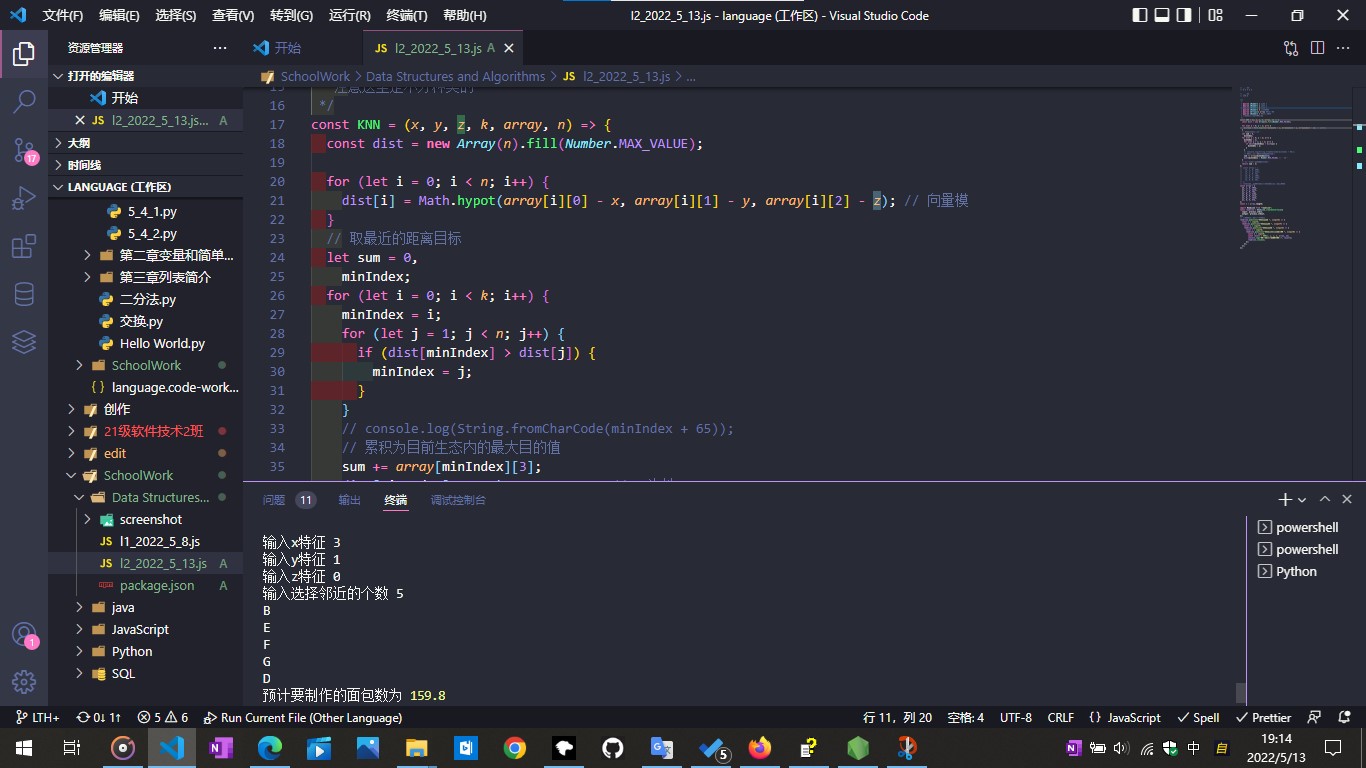 文件(F) 编辑(E) 选择(S) 查看(V) 转到(G) 运行(R) 终端(T) 帮助(H) l2_2022_5_13.js - language (工作区) - Visual Studio Code
资源管理器 ···
打开的编辑器
开始
JS l2_2022_5_13.js... A
大纲
时间线
LANGUAGE (工作区)
5_4_1.py
5_4_2.py
第二章变量和简单...
第三章列表简介
二分法.py
交换.py
Hello World.py
SchoolWork
{} language.code-work...
创作
21级软件技术2班
edit
SchoolWork
Data Structures...
screenshot
JS l1_2022_5_8.js
JS l2_2022_5_13.js A
package.json A
java
JavaScript
Python
SQL
17
1
开始 JS l2_2022_5_13.js A
SchoolWork > Data Structures and Algorithms > JS l2_2022_5_13.js > ...
16 */
17 const KNN = (x, y, z, k, array, n) => {
18 const dist = new Array(n).fill(Number.MAX_VALUE);
19
20 for (let i = 0; i < n; i++) {
21 dist[i] = Math.hypot(array[i][0] - x, array[i][1] - y, array[i][2] - z); // 向量模
22 }
23 // 取最近的距离目标
24 let sum = 0,
25 minIndex;
26 for (let i = 0; i < k; i++) {
27 minIndex = i;
28 for (let j = 1; j < n; j++) {
29 if (dist[minIndex] > dist[j]) {
30 minIndex = j;
31 }
32 }
33 // console.log(String.fromCharCode(minIndex + 65));
34 // 累积为目前生态内的最大目的值
35 sum += array[minIndex][3];
问题 11 输出 终端 调试控制台
输入x特征 3
输入y特征 1
输入z特征 0
输入选择邻近的个数 5
B
E
F
G
D
预计要制作的面包数为 159.8
powershell
powershell
Python
LTH+ 0↓ 1↑ 5 6 Run Current File (Other Language) 行 11，列 20 空格: 4 UTF-8 CRLF {} JavaScript Spell Prettier
5
中
19:14
2022/5/13